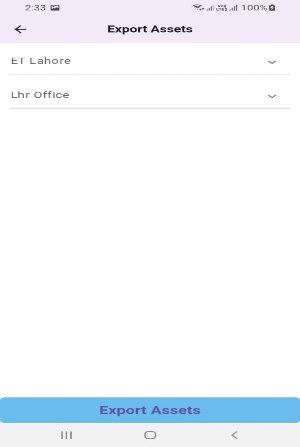 2:33
100%
Export Assets
ET Lahore
Lhr Office
Export Assets